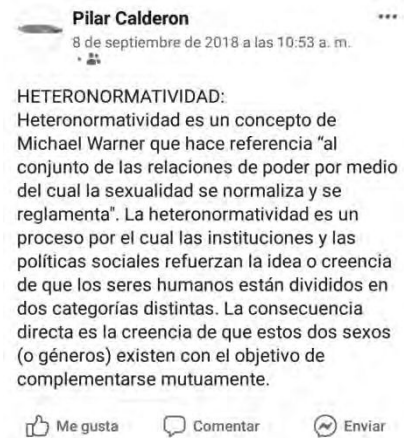 Pilar Calderon
...
8 de septiembre de 2018 a las 10:53 a. m.
·
HETERONORMATIVIDAD:
Heteronormatividad es un concepto de
Michael Warner que hace referencia “al
conjunto de las relaciones de poder por medio
del cual la sexualidad se normaliza y se
reglamenta". La heteronormatividad es un
proceso por el cual las instituciones y las
políticas sociales refuerzan la idea o creencia
de que los seres humanos están divididos en
dos categorías distintas. La consecuencia
directa es la creencia de que estos dos sexos
(o géneros) existen con el objetivo de
complementarse mutuamente.
Me gusta Comentar Enviar